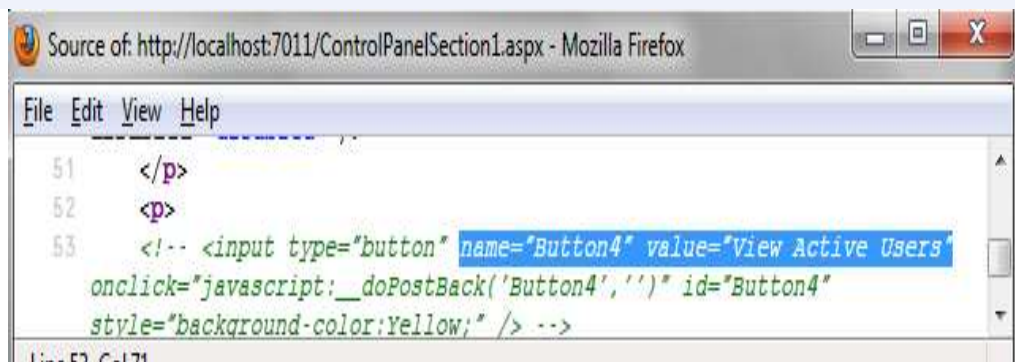 Source of: http://localhost:7011/ControlPanelSection1.aspx - Mozilla Firefox
File Edit View Help
51 </p>
52 <p>
53 <!-- <input type="button" name="Button4" value="View Active Users"
onclick="javascript:__doPostBack('Button4','')" id="Button4"
style="background-color:Yellow;" /> -->